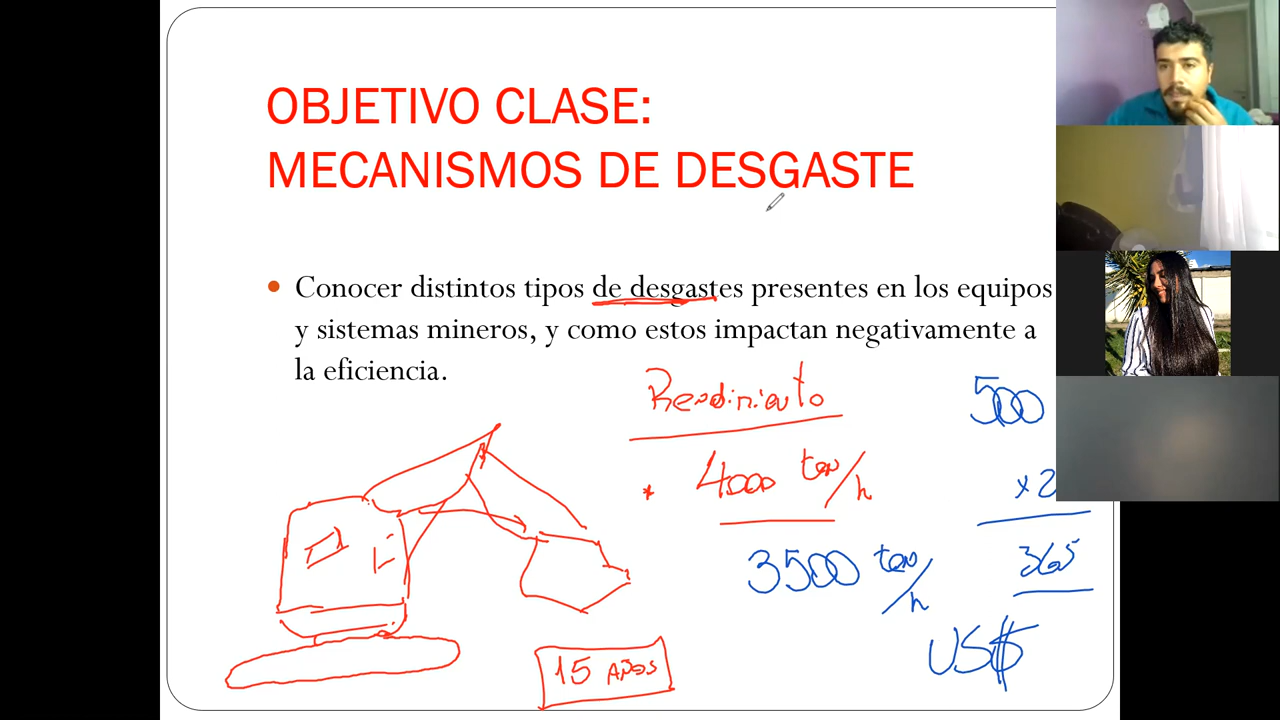 OBJETIVO CLASE:
MECANISMOS DE DESGASTE
• Conocer distintos tipos de desgastes presentes en los equipos
y sistemas mineros, y como estos impactan negativamente a
la eficiencia.
Rendimiento
4000 ton/h
3500 ton/h
500
x2
365
US$
15 AÑOS